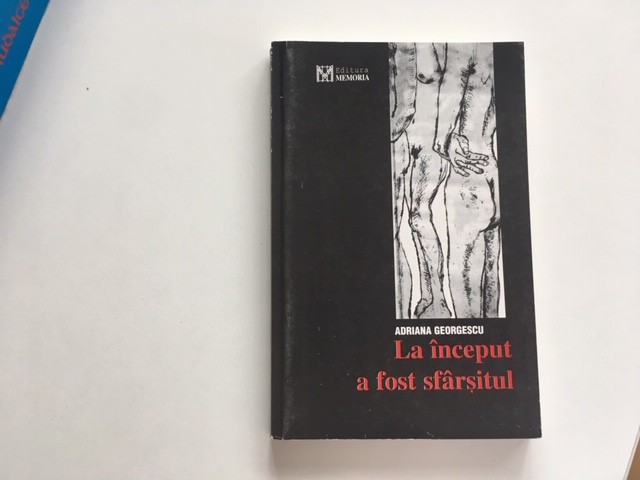 Editura
MEMORIA
ADRIANA GEORGESCU
La început
a fost sfârșitul